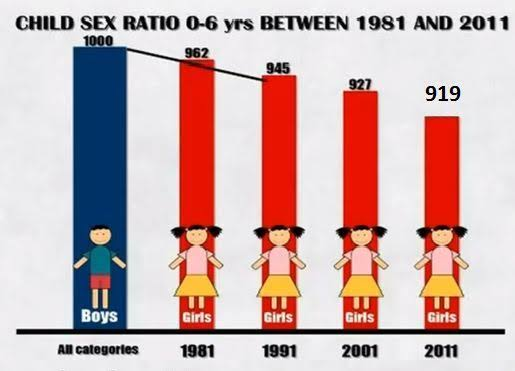 CHILD SEX RATIO 0-6 yrs BETWEEN 1981 AND 2011
1000
962
945
927
919
Boys
Girls
Girls
Girls
Girls
All categories
1981
1991
2001
2011